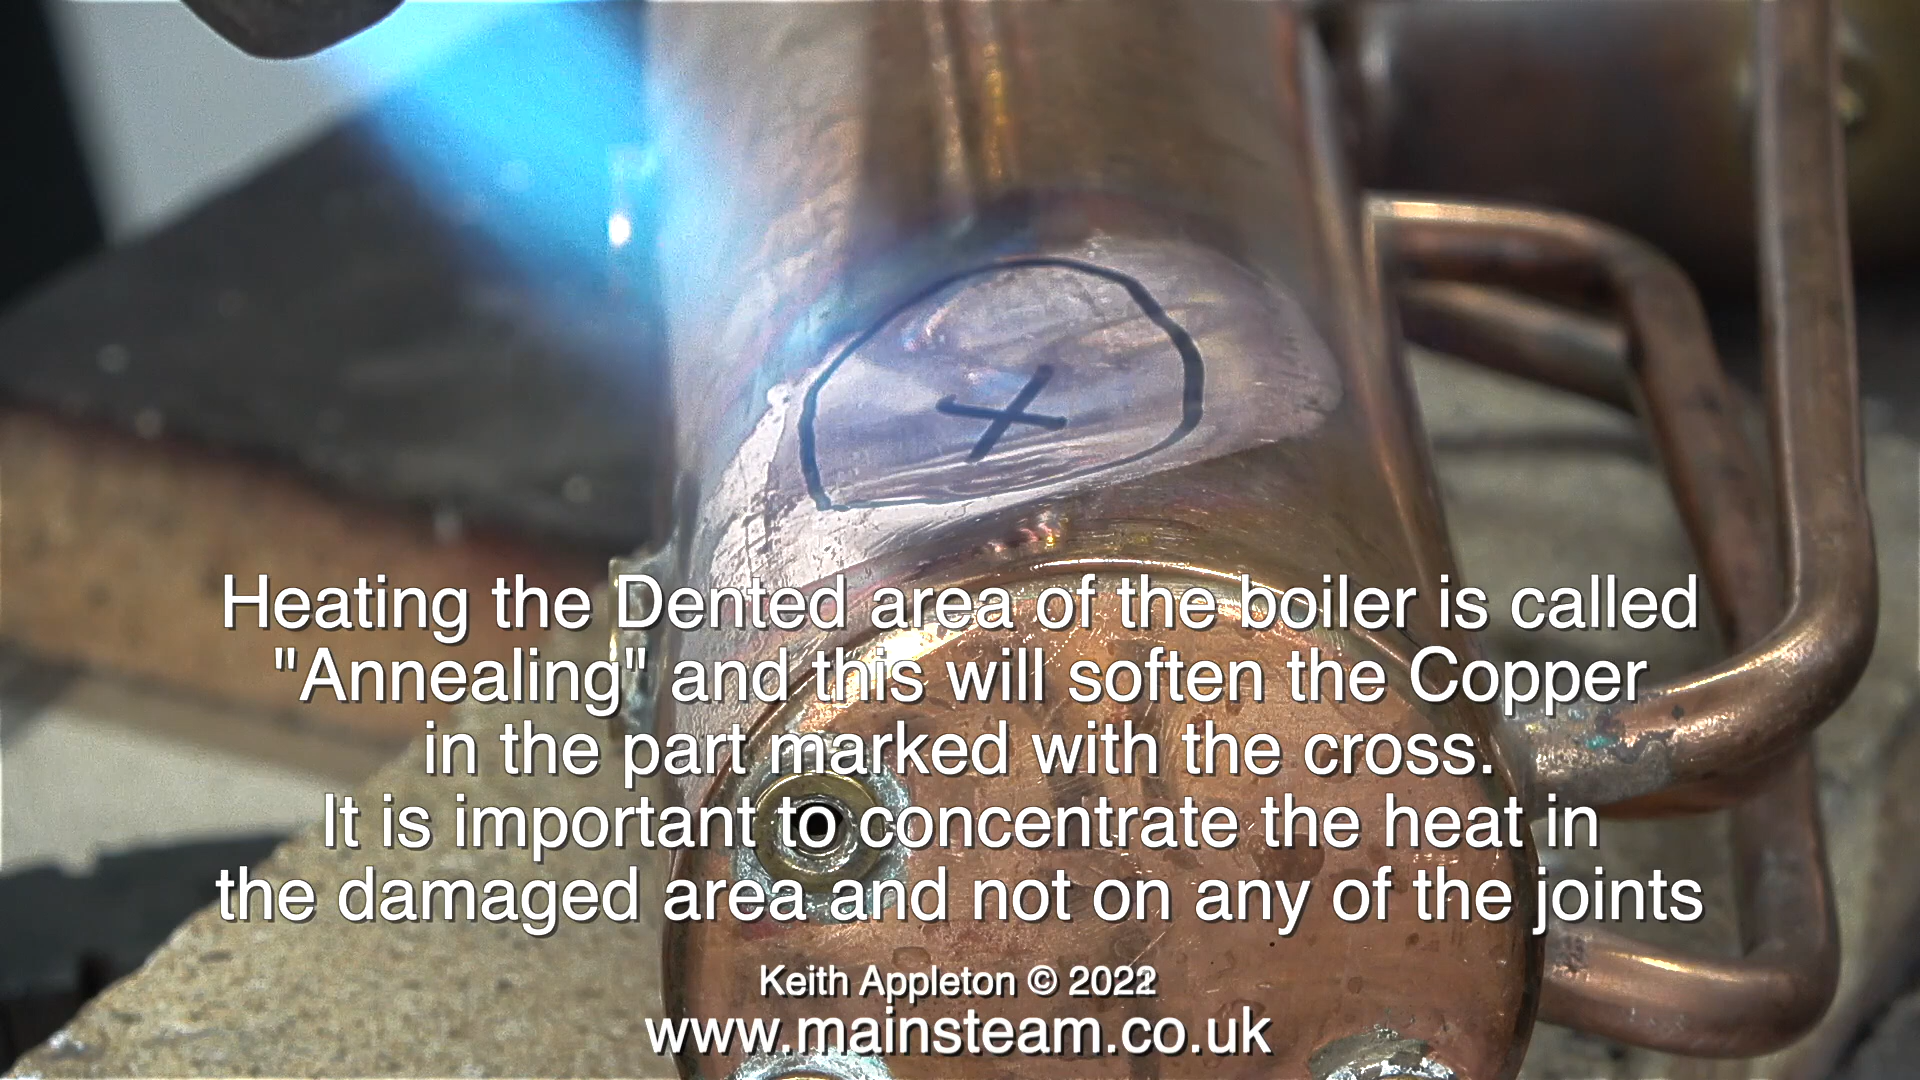 Heating the Dented area of the boiler is called
"Annealing" and this will soften the Copper
in the part marked with the cross.
It is important to concentrate the heat in
the damaged area and not on any of the joints
Keith Appleton © 2022
www.mainsteam.co.uk